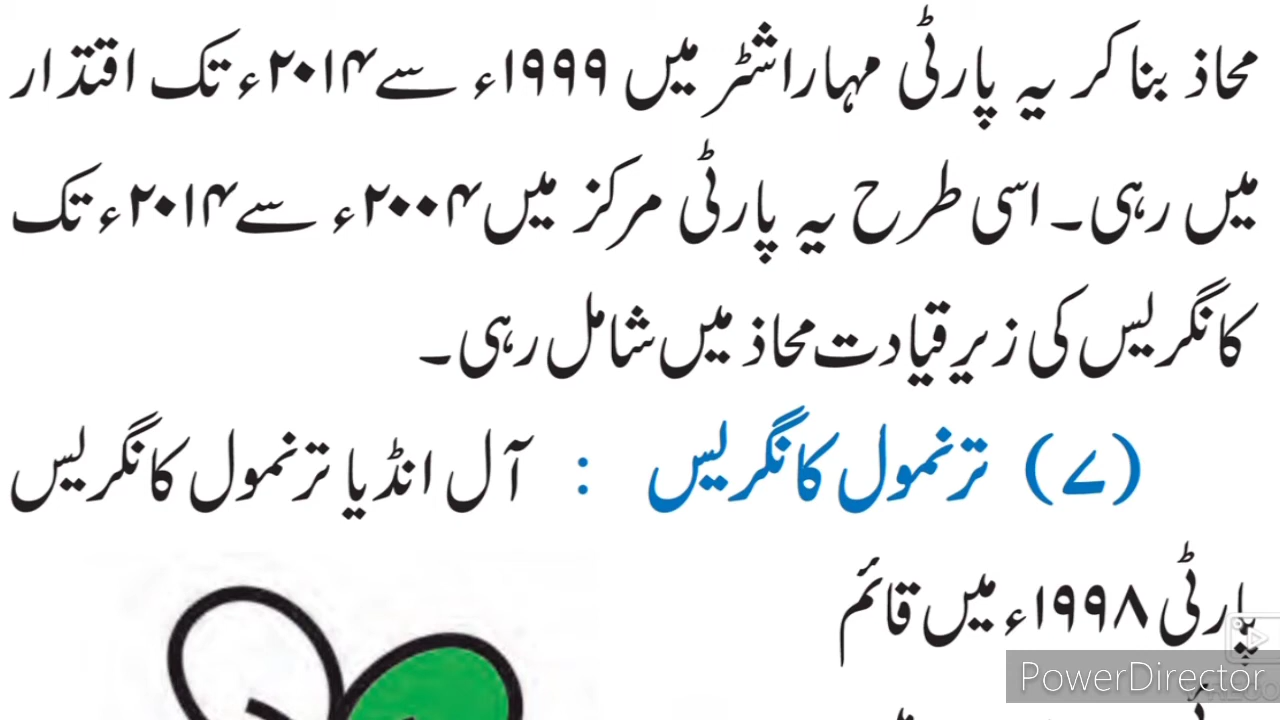 محاذ بنا کر یہ پارٹی مہاراشٹر میں ۱۹۹۹ء سے ۲۰۱۴ء تک اقتدار
میں رہی۔ اسی طرح یہ پارٹی مرکز میں ۲۰۰۴ء سے ۲۰۱۴ء تک
کانگریس کی زیرِ قیادت محاذ میں شامل رہی۔
(۷) ترنمول کانگریس : آل انڈیا ترنمول کانگریس
پارٹی ۱۹۹۸ء میں قائم
PowerDirector